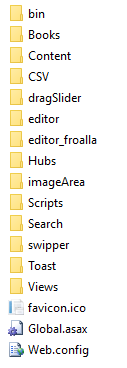 bin
Books
Content
CSV
dragSlider
editor
editor_froalla
Hubs
imageArea
Scripts
Search
swipper
Toast
Views
favicon.ico
Global.asax
Web.config